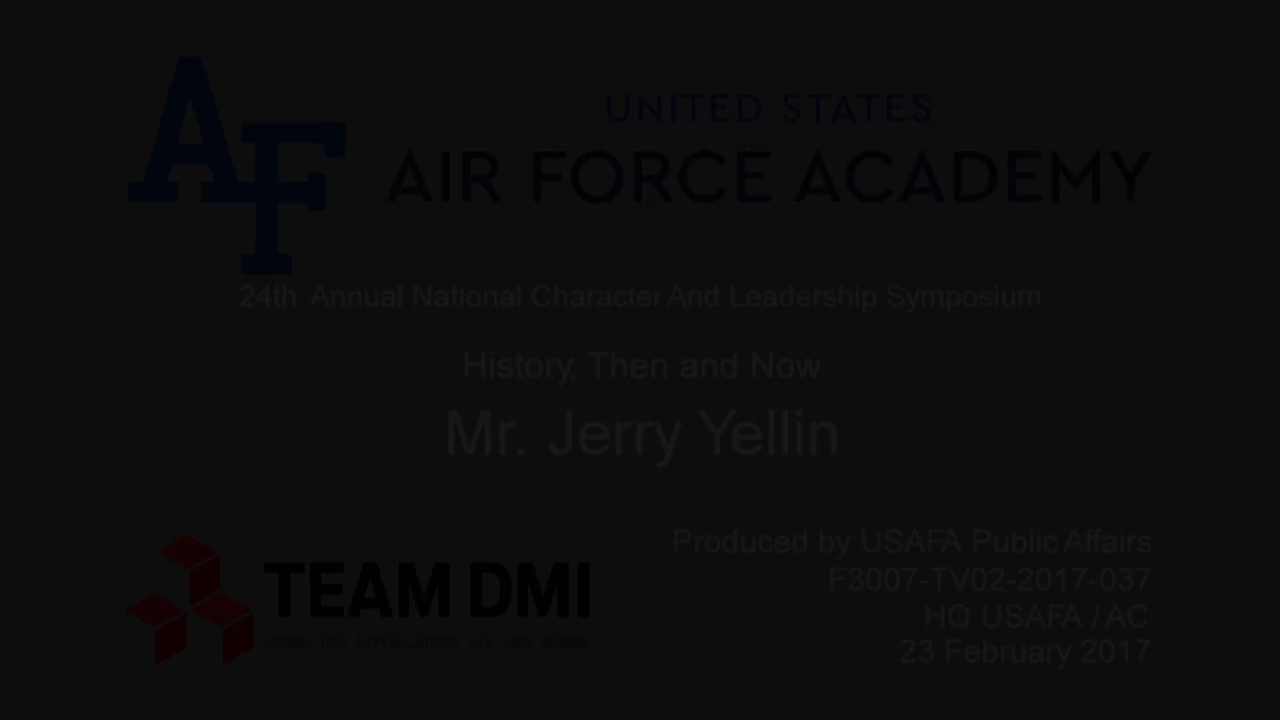 AF
UNITED STATES
AIR FORCE ACADEMY
24th Annual National Character And Leadership Symposium
History, Then and Now
Mr. Jerry Yellin
TEAM DMI
Produced by USAFA Public Affairs
F3007-TV02-2017-037
HQ USAFA / AC
23 February 2017